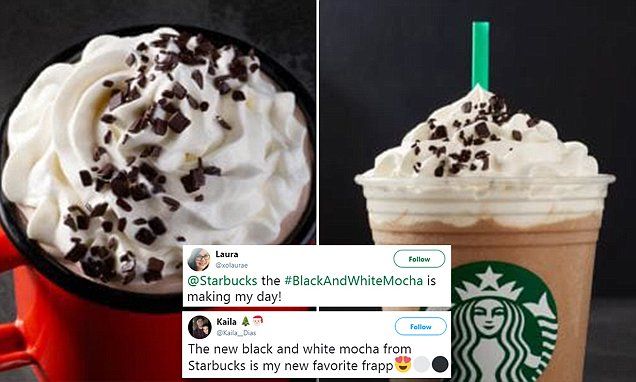 Laura
@xolaurae
Follow
@Starbucks the #BlackAndWhiteMocha is
making my day!
Kaila 🎄🎅
@Kaila__Dias
Follow
The new black and white mocha from
Starbucks is my new favorite frapp😍⚪⚫